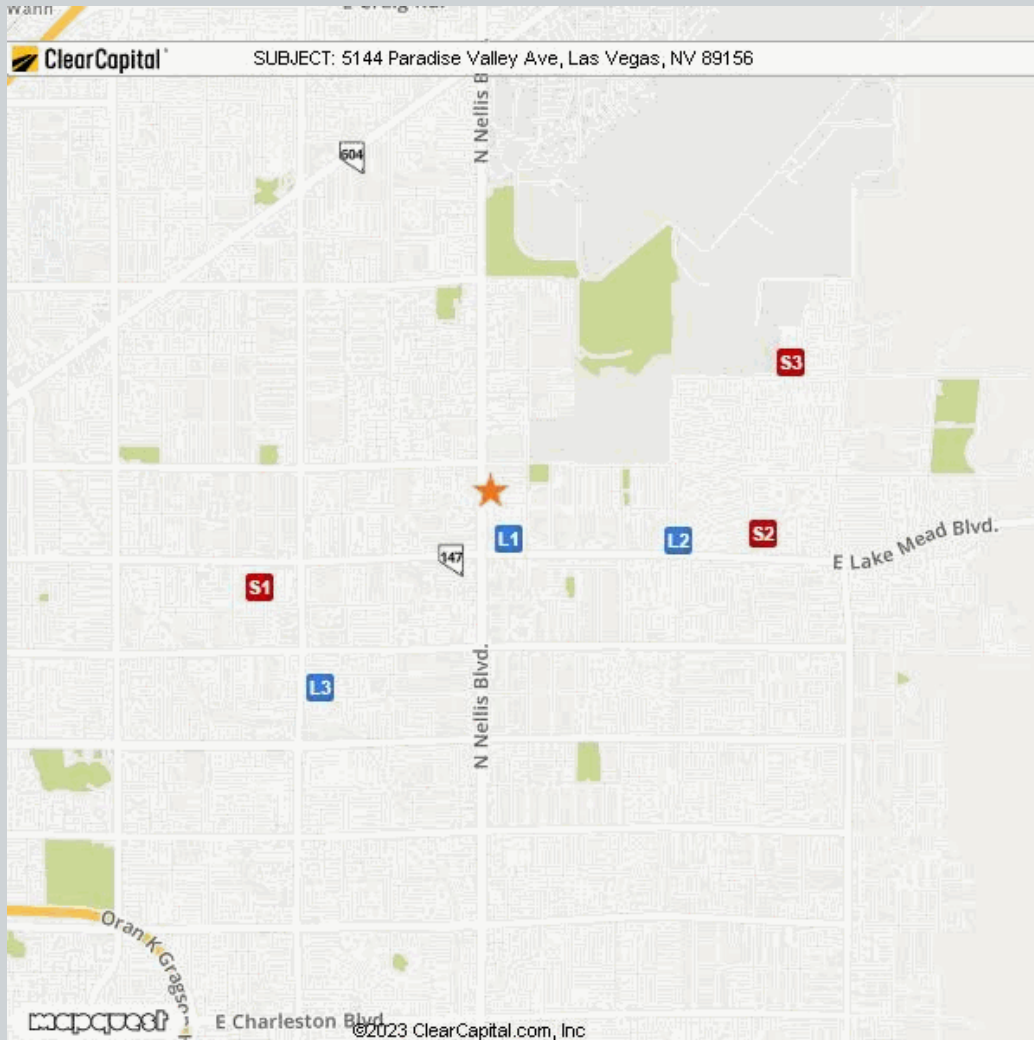 Wann
ClearCapital
SUBJECT: 5144 Paradise Valley Ave, Las Vegas, NV 89156
N Nellis B
604
S3
L1
L2
S2
147
E Lake Mead Blvd.
S1
L3
N Nellis Blvd.
Oran K Gragso
mapquest
E Charleston Blvd
©2023 ClearCapital.com, Inc